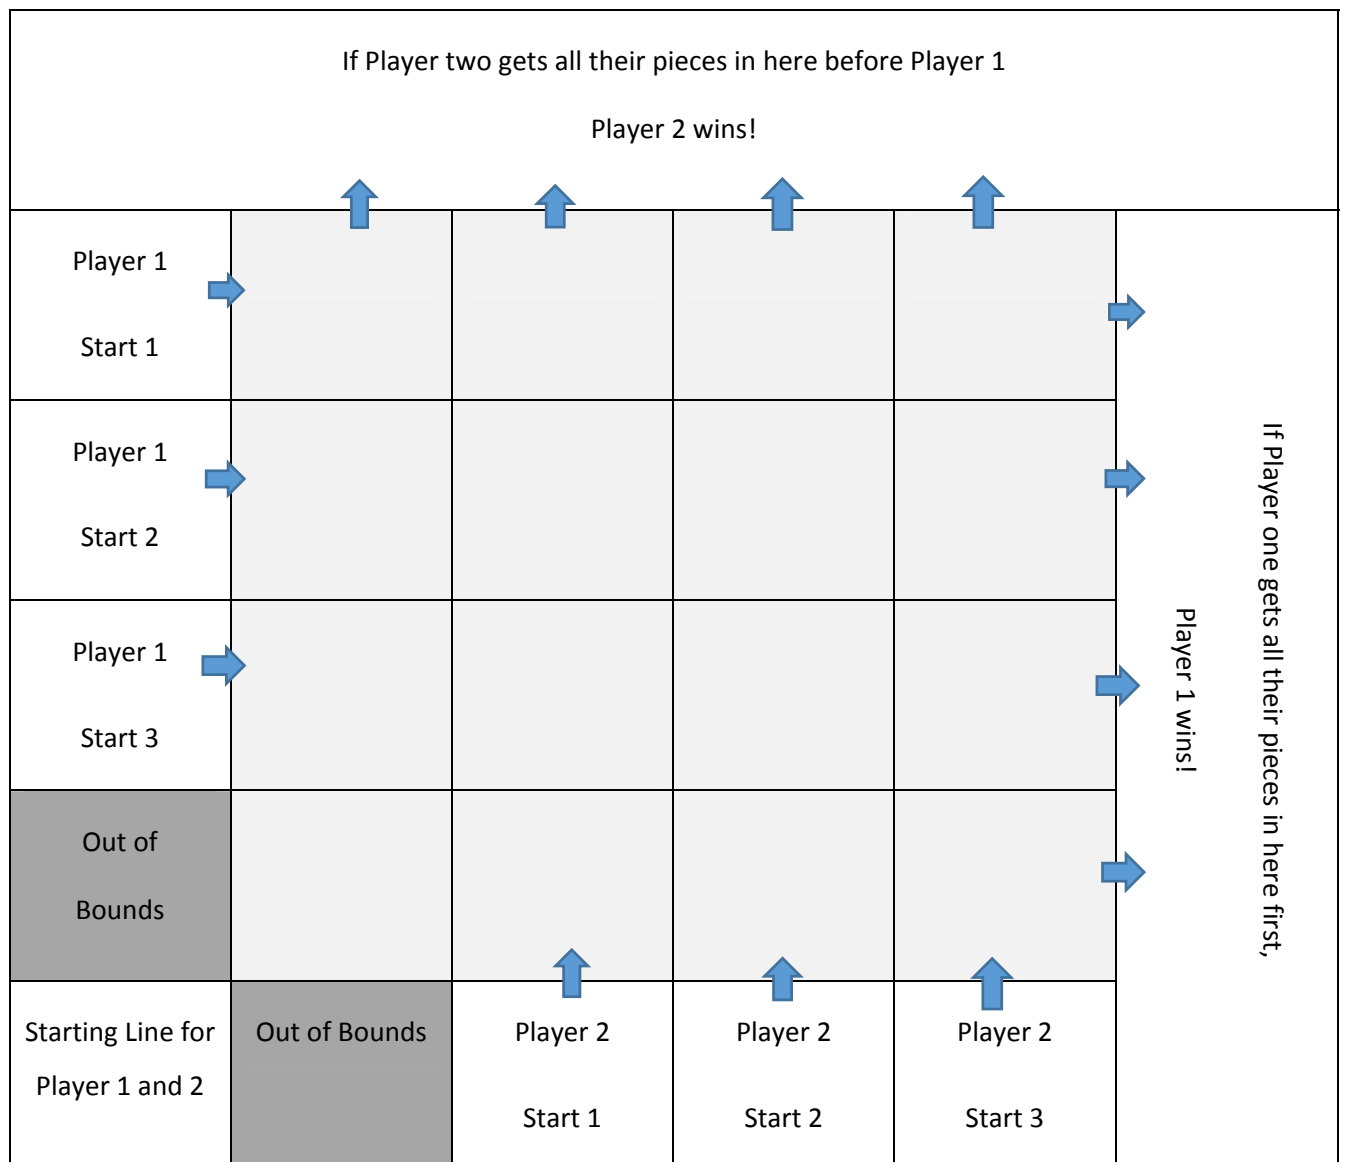 If Player two gets all their pieces in here before Player 1
Player 2 wins!
Player 1
Start 1
Player 1
Start 2
Player 1
Start 3
If Player one gets all their pieces in here first,
Player 1 wins!
Out of
Bounds
Starting Line for
Player 1 and 2
Out of Bounds
Player 2
Start 1
Player 2
Start 2
Player 2
Start 3